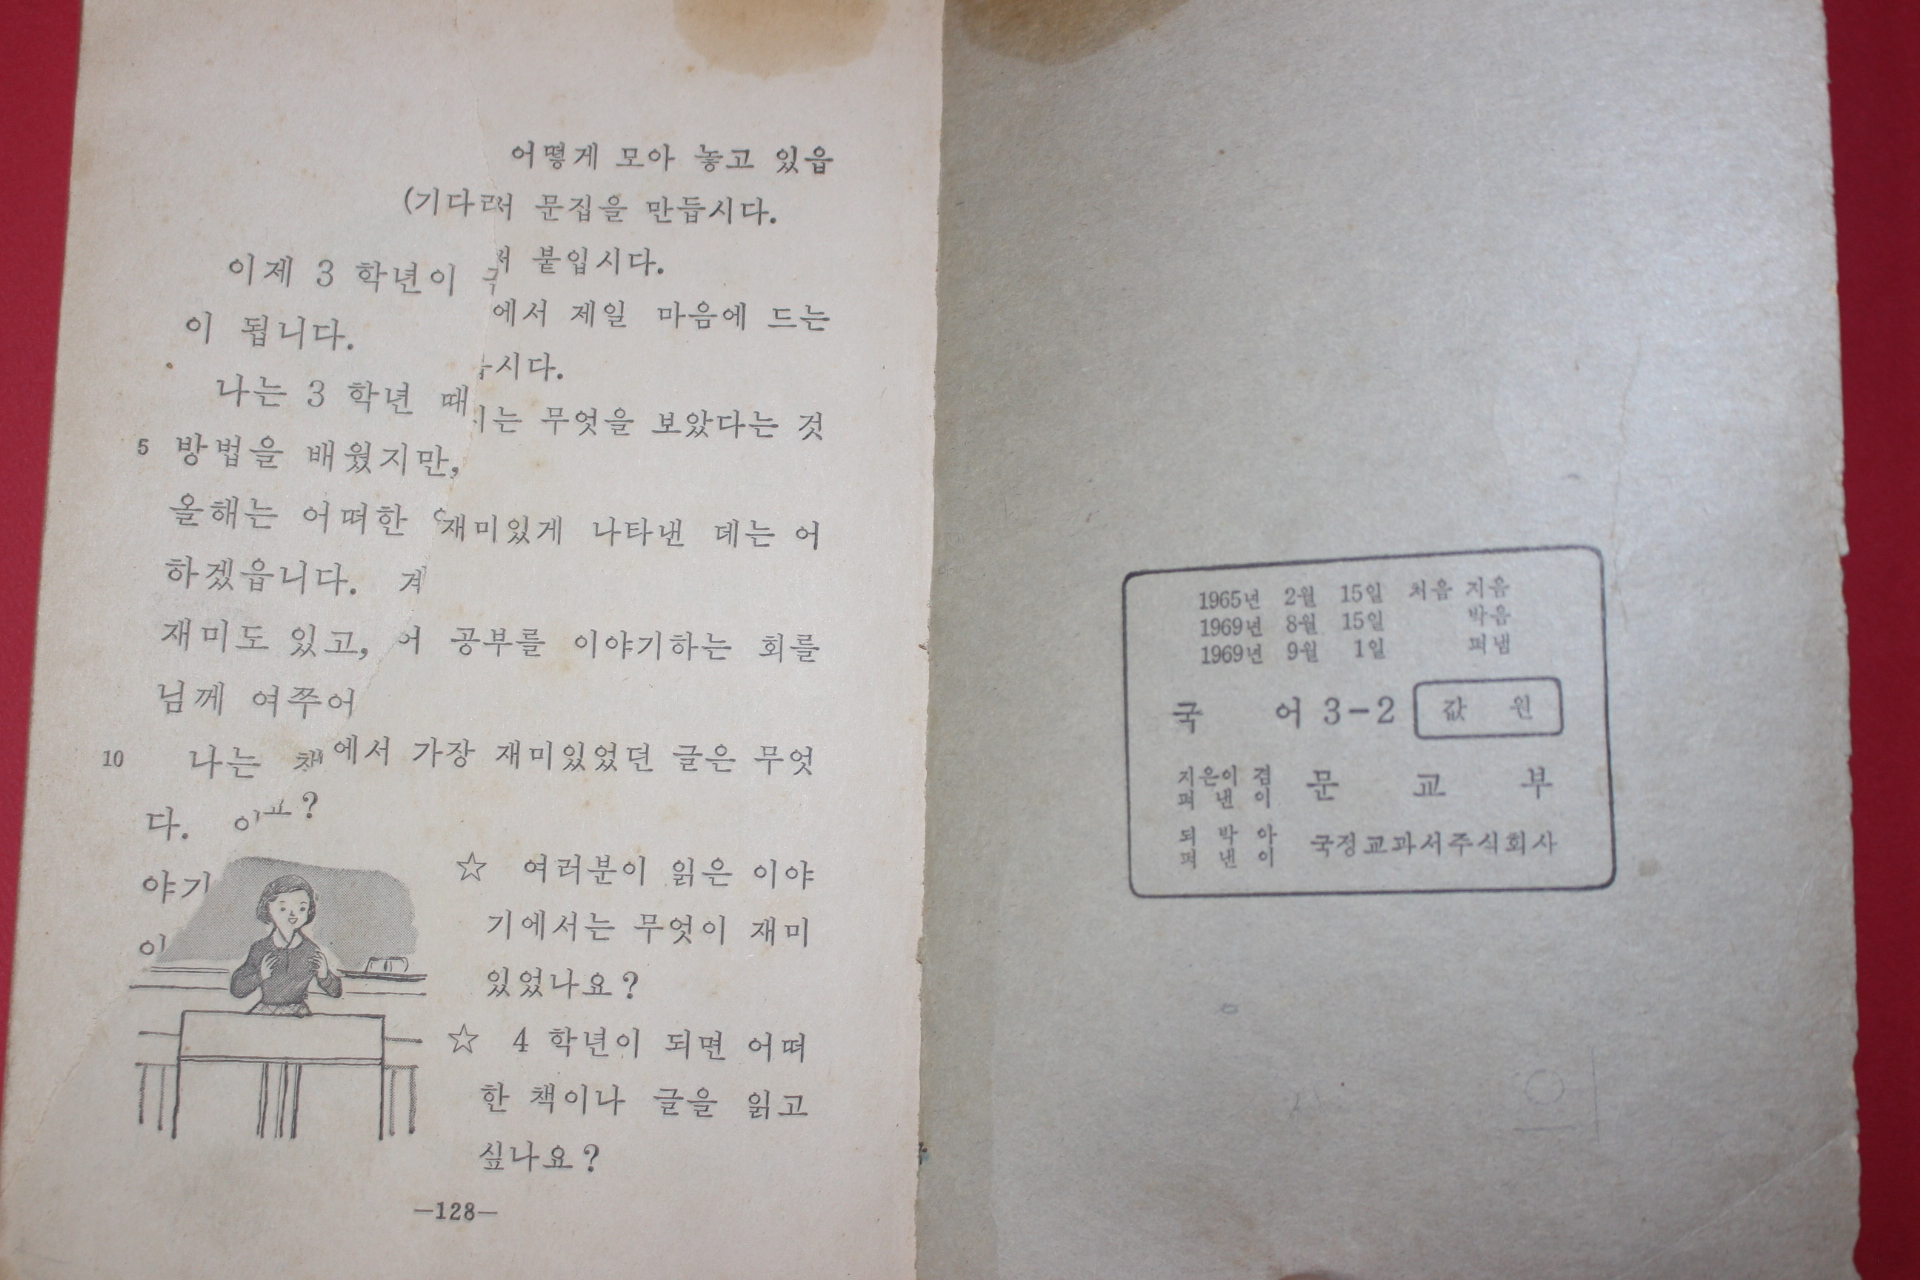 어떻게 모아 놓고 있읍
(기다 서 문집을 만듭시다.
붙입시다.
이제 3 학년이
에서 제일 마음에 드는
이 됩니다.
시다.
나는 3 학년 때
는 무엇을 보았다는 것
5 방법을 배웠지만,
올해는 어떠한
재미있게 나타낸 데는 어
하겠읍니다.
재미도 있고,
공부를 이야기하는 회를
님께 여쭈어
에서 가장 재미있었던 글은 무엇
10 나는
요?
다.
야기
☆ 여러분이 읽은 이야
기에서는 무엇이 재미
있었나요?
☆ 4 학년이 되면 어떠
한 책이나 글을 읽고
싶나요?
—128—
1965년 2월 15일 처음 지음
1969년 8월 15일 박음
1969년 9월 1일 펴냄
국 어 3-2 값 원
지은이 겸
펴 낸 이 문 교 부
되 박 아
펴 낸 이 국정교과서주식회사